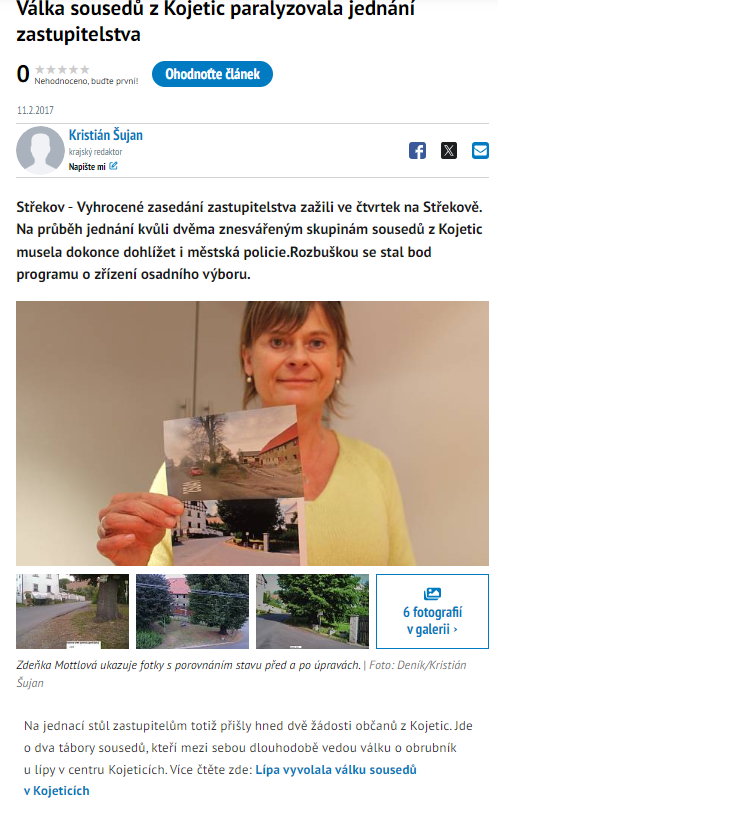 Válka sousedů z Kojetic paralyzovala jednání
zastupitelstva
0
Nehodnoceno, buďte první!
Ohodnoťte článek
11.2.2017
Kristián Šujan
krajský redaktor
Napište mi
Střekov - Vyhrocené zasedání zastupitelstva zažili ve čtvrtek na Střekově.
Na průběh jednání kvůli dvěma znesvářeným skupinám sousedů z Kojetic
musela dokonce dohlížet i městská policie.Rozbuškou se stal bod
programu o zřízení osadního výboru.
6 fotografií
v galerii ›
Zdeňka Mottlová ukazuje fotky s porovnáním stavu před a po úpravách. | Foto: Deník/Kristián
Šujan
Na jednací stůl zastupitelům totiž přišly hned dvě žádosti občanů z Kojetic. Jde
o dva tábory sousedů, kteří mezi sebou dlouhodobě vedou válku o obrubník
u lípy v centru Kojeticích. Více čtěte zde: Lípa vyvolala válku sousedů
v Kojeticích